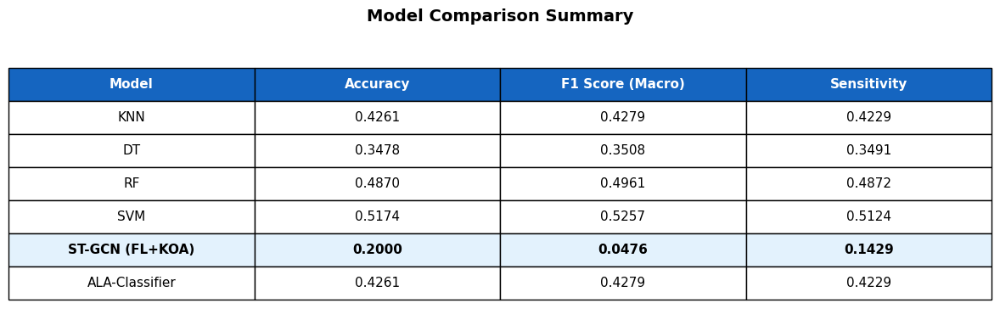 Model Comparison Summary
Model Accuracy F1 Score (Macro) Sensitivity
KNN 0.4261 0.4279 0.4229
DT 0.3478 0.3508 0.3491
RF 0.4870 0.4961 0.4872
SVM 0.5174 0.5257 0.5124
ST-GCN (FL+KOA) 0.2000 0.0476 0.1429
ALA-Classifier 0.4261 0.4279 0.4229